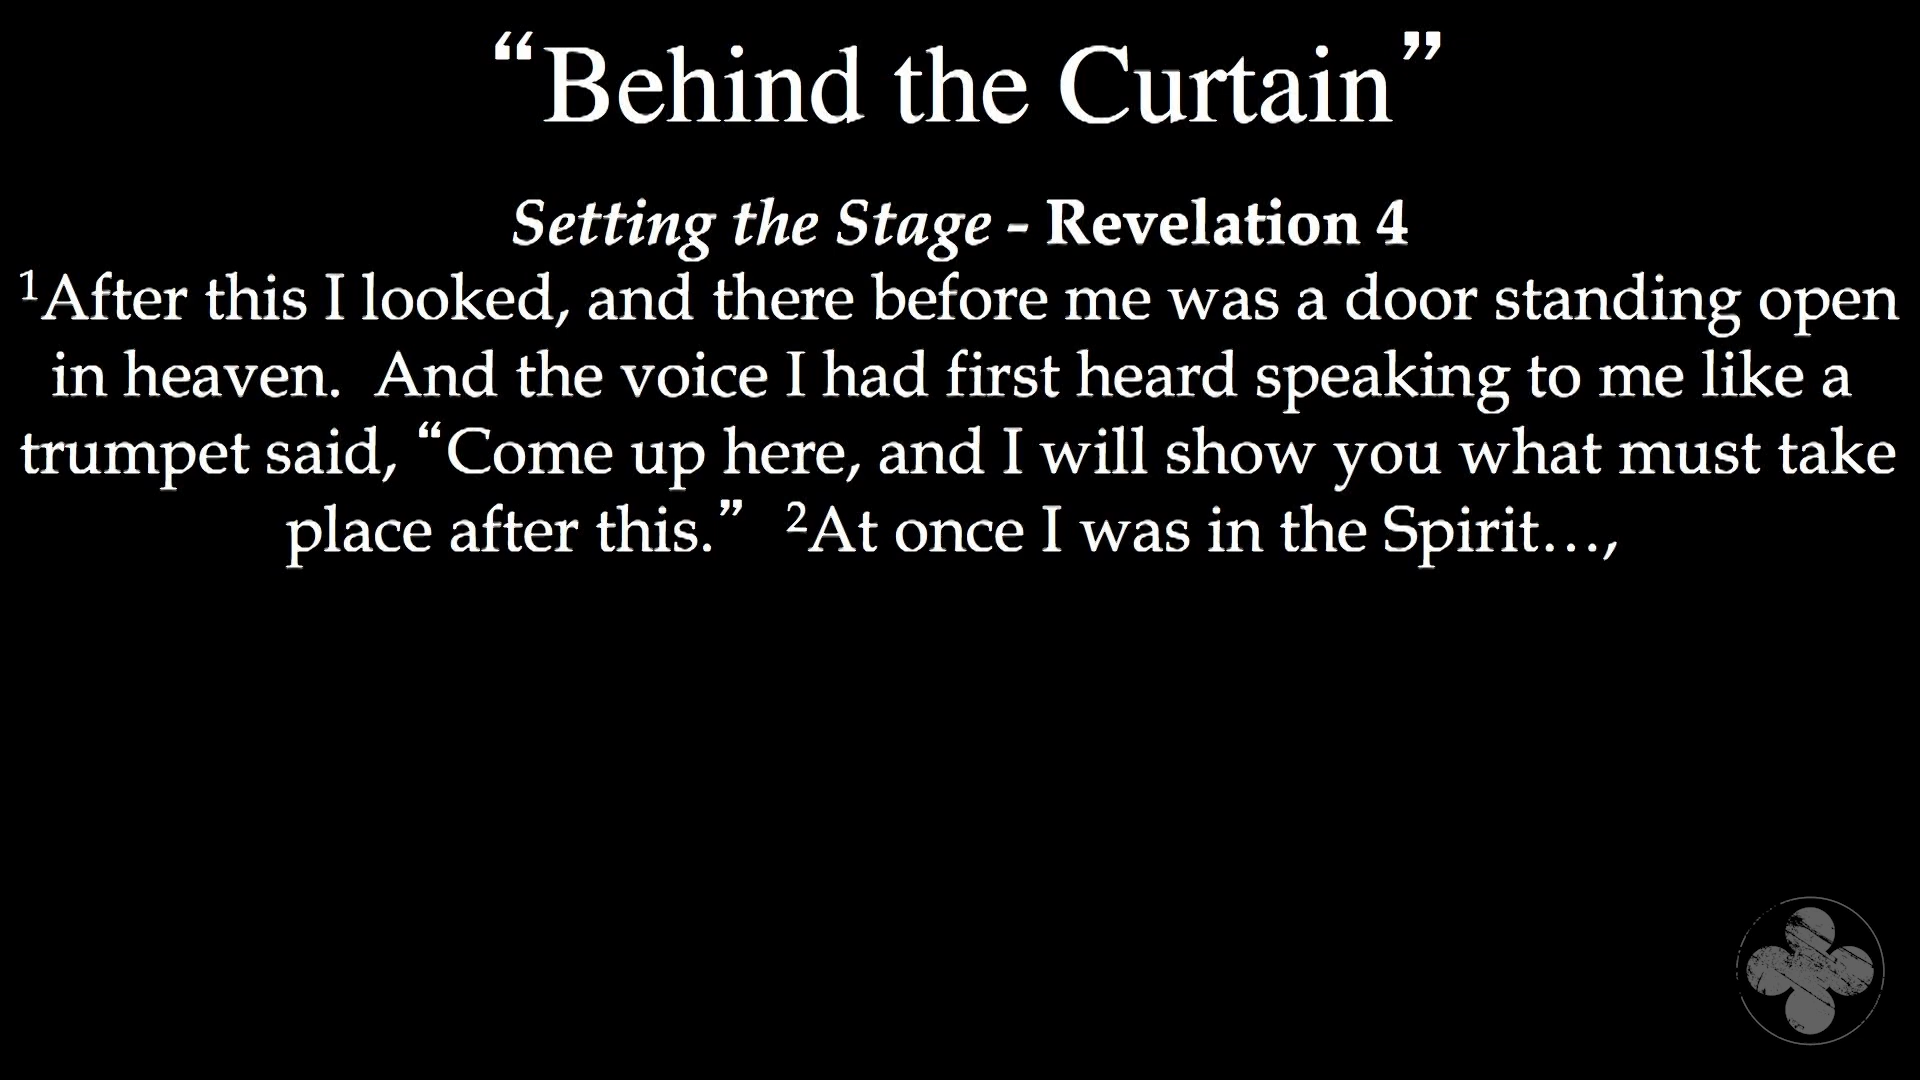 “Behind the Curtain”
Setting the Stage - Revelation 4
¹After this I looked, and there before me was a door standing open
in heaven.  And the voice I had first heard speaking to me like a
trumpet said, “Come up here, and I will show you what must take
place after this.”  ²At once I was in the Spirit…,